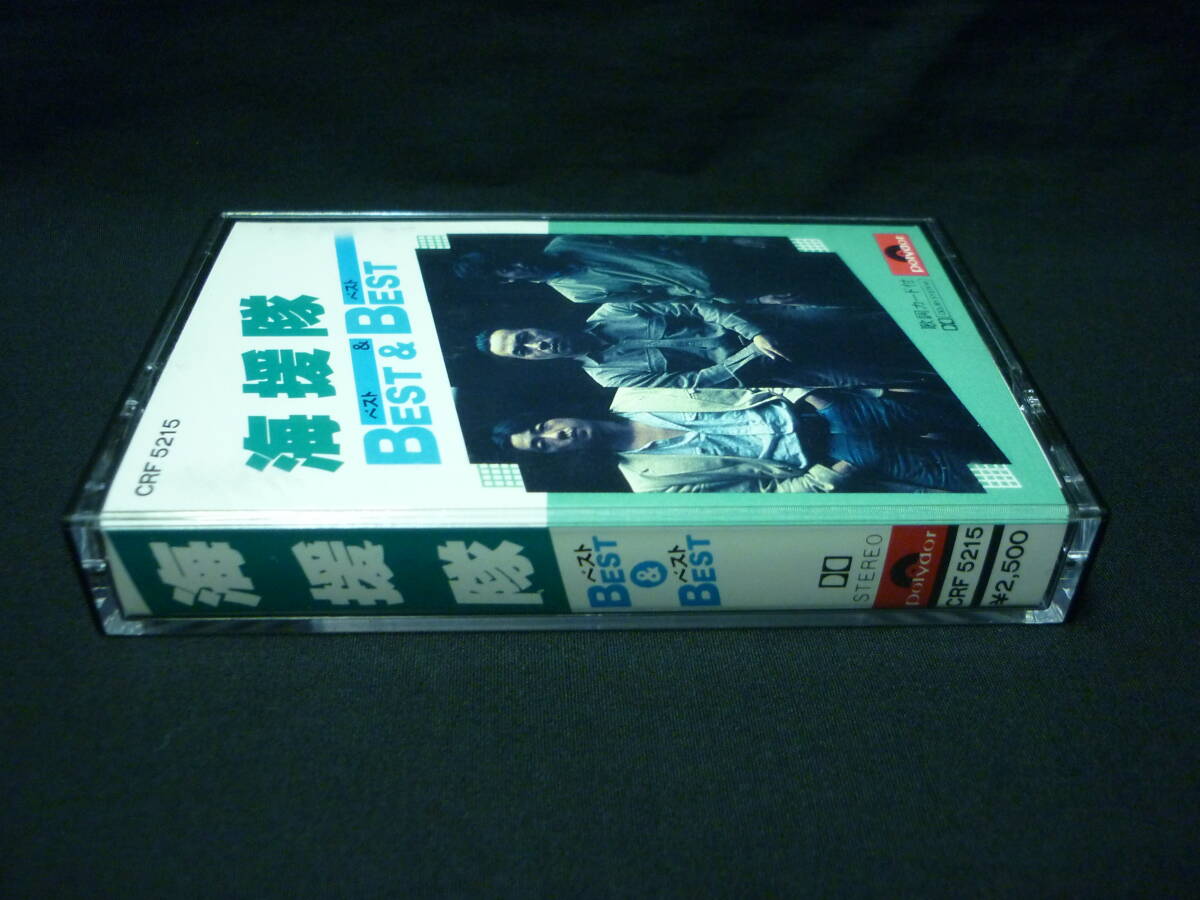 CRF 5215
海援隊
ベスト & ベスト
BEST & BEST
Polydor
歌詞カード付
海援隊
ベスト ベスト
BEST & BEST
STEREO
Polydor
CRF 5215
¥2,500